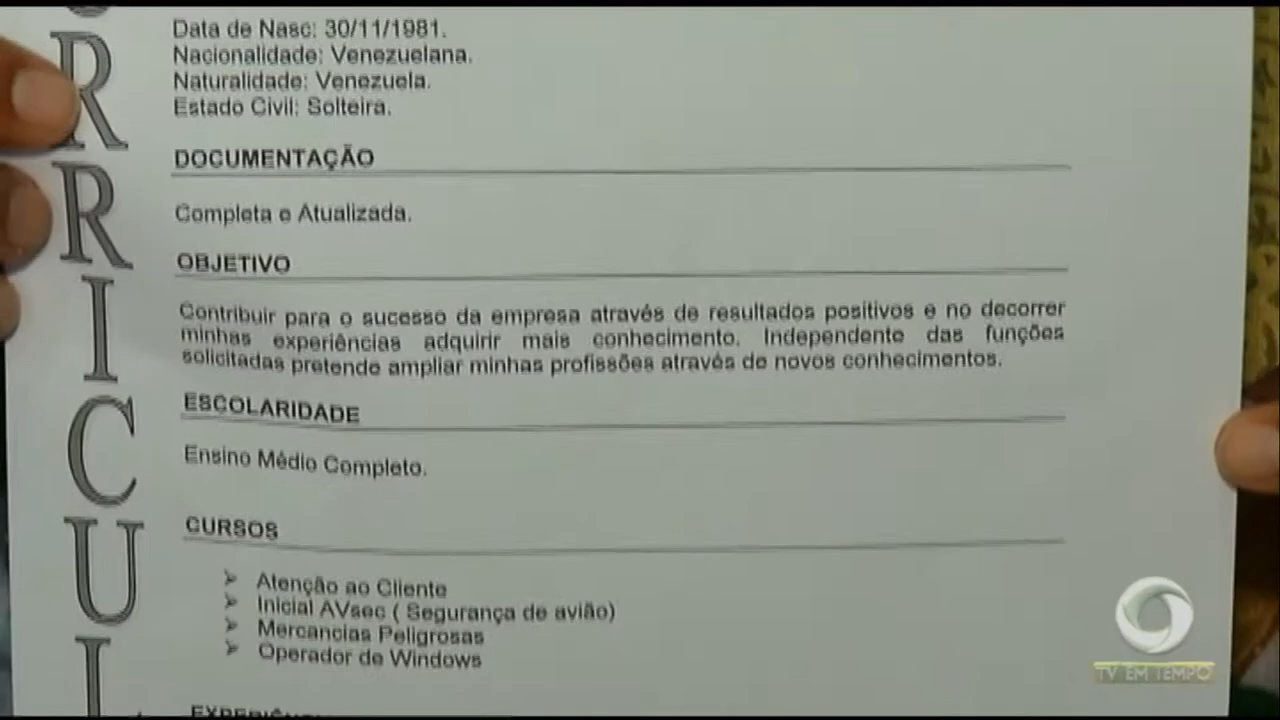 Data de Nasc: 30/11/1981.
Nacionalidade: Venezuelana.
Naturalidade: Venezuela.
Estado Civil: Solteira.
DOCUMENTAÇÃO
Completa e Atualizada.
OBJETIVO
Contribuir para o sucesso da empresa através de resultados positivos e no decorrer
minhas experiências adquirir mais conhecimento. Independente das funções
solicitadas pretende ampliar minhas profissões através de novos conhecimentos.
ESCOLARIDADE
Ensino Médio Completo.
CURSOS
Atenção ao Cliente
Inicial AVsec ( Segurança de avião)
Mercancias Peligrosas
Operador de Windows
RRICUL
TV EM TEMPO